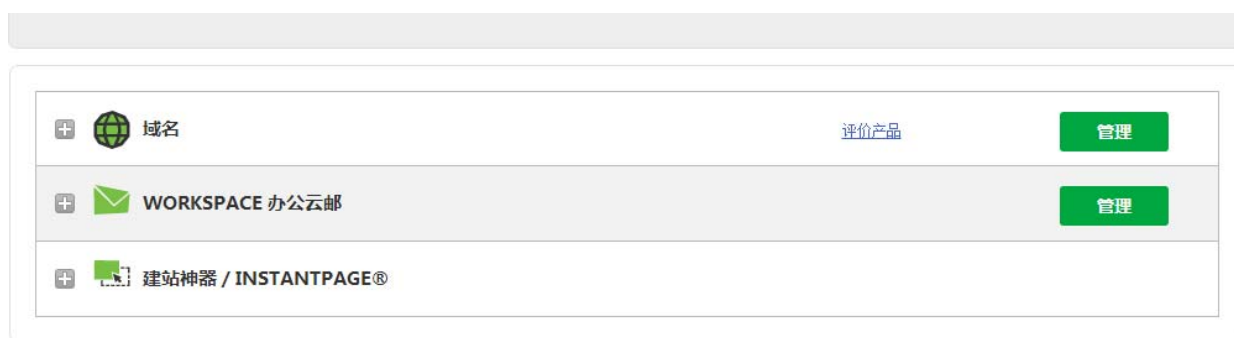 域名 评价产品 管理
WORKSPACE 办公云邮 管理
建站神器 / INSTANTPAGE®